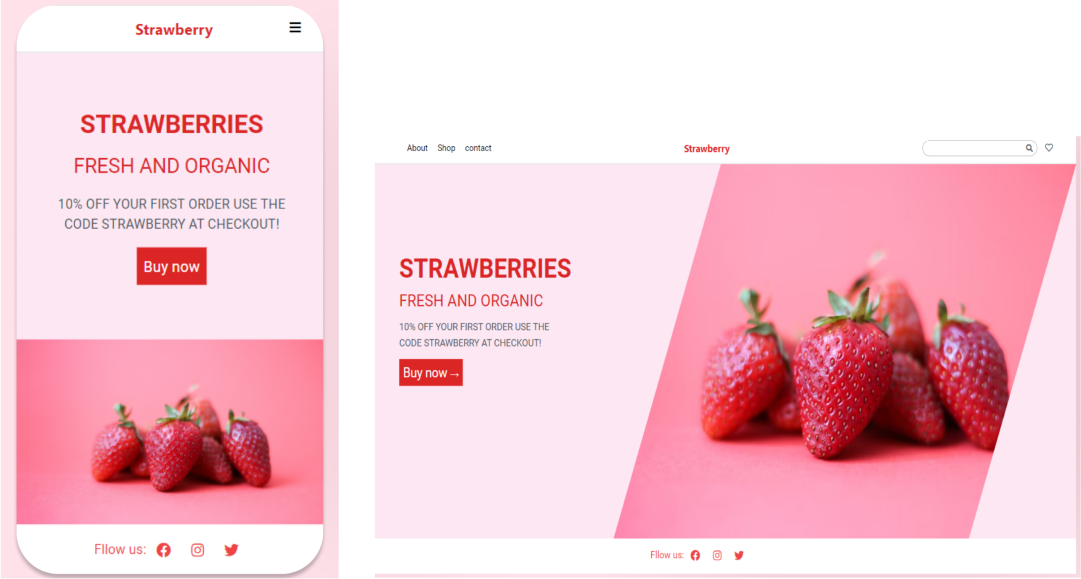 Strawberry
STRAWBERRIES
FRESH AND ORGANIC
10% OFF YOUR FIRST ORDER USE THE
CODE STRAWBERRY AT CHECKOUT!
Buy now
Fllow us:
About Shop contact
Strawberry
STRAWBERRIES
FRESH AND ORGANIC
10% OFF YOUR FIRST ORDER USE THE
CODE STRAWBERRY AT CHECKOUT!
Buy now→
Fllow us: